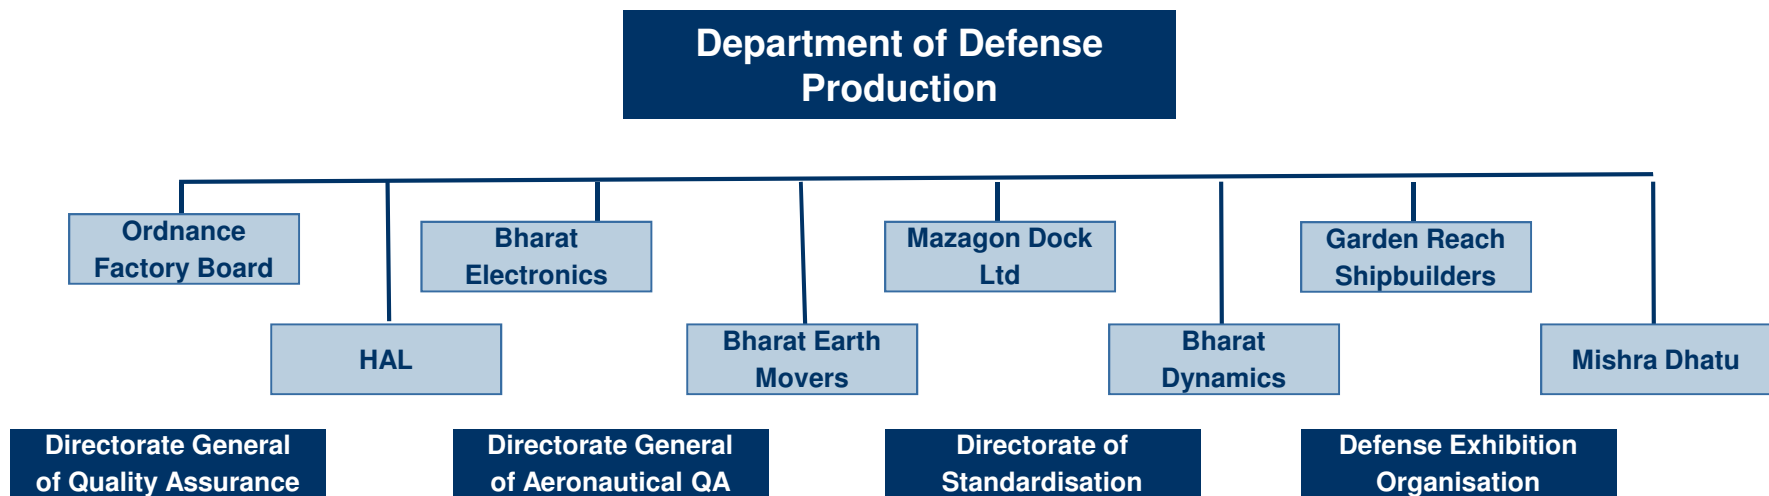 Department of Defense
Production
Ordnance
Factory Board
Bharat
Electronics
Mazagon Dock
Ltd
Garden Reach
Shipbuilders
HAL
Bharat Earth
Movers
Bharat
Dynamics
Mishra Dhatu
Directorate General
of Quality Assurance
Directorate General
of Aeronautical QA
Directorate of
Standardisation
Defense Exhibition
Organisation